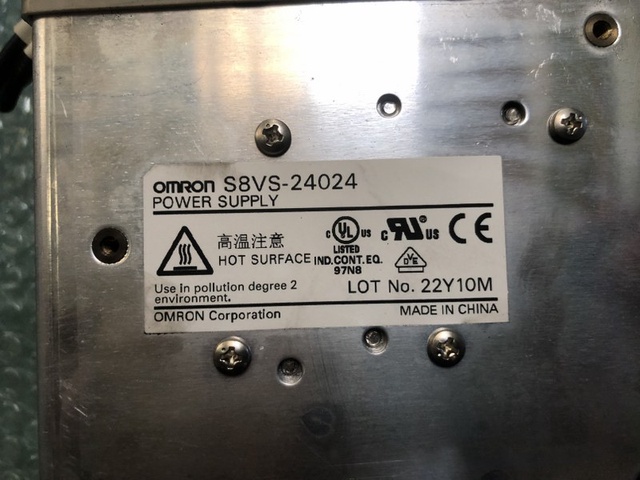 OMRON S8VS-24024
POWER SUPPLY
高温注意
HOT SURFACE
C UL US
LISTED
IND.CONT.EQ.
97N8
c RU us
CE
VDE
Use in pollution degree 2
environment.
LOT No. 22Y10M
OMRON Corporation
MADE IN CHINA